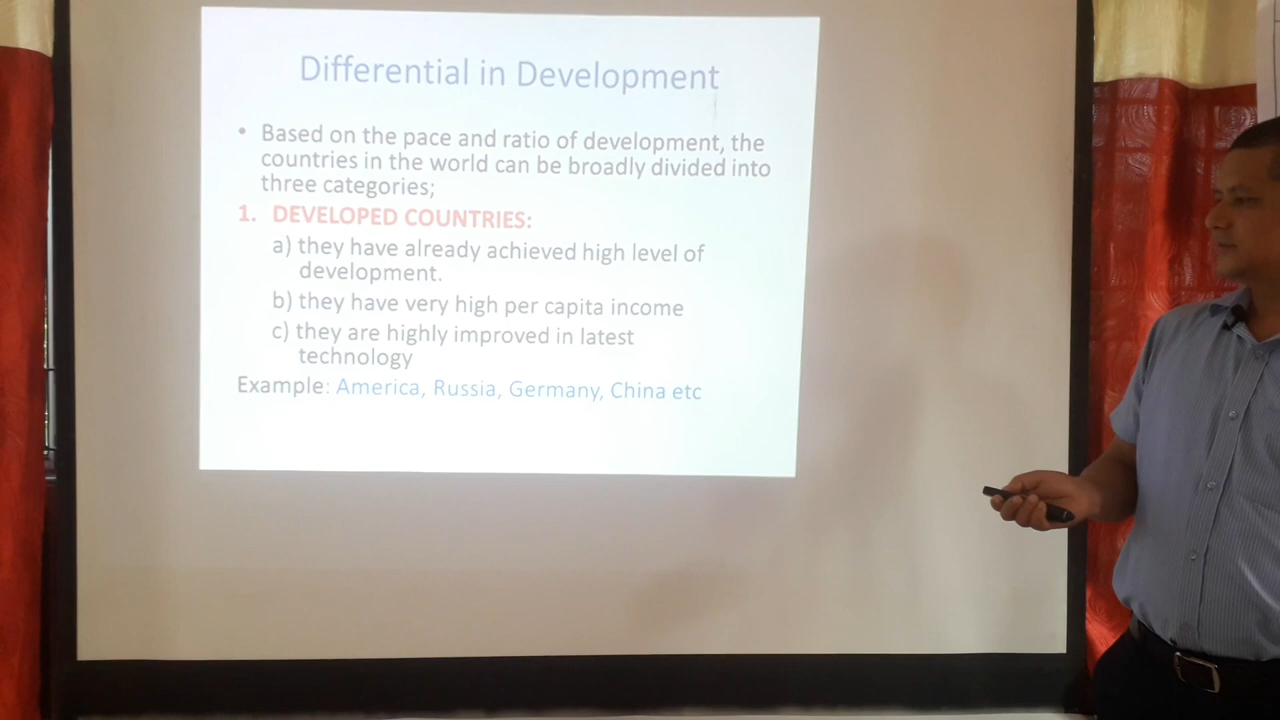 Differential in Development
• Based on the pace and ratio of development, the
countries in the world can be broadly divided into
three categories;
1. DEVELOPED COUNTRIES:
a) they have already achieved high level of
development.
b) they have very high per capita income
c) they are highly improved in latest
technology
Example: America, Russia, Germany, China etc